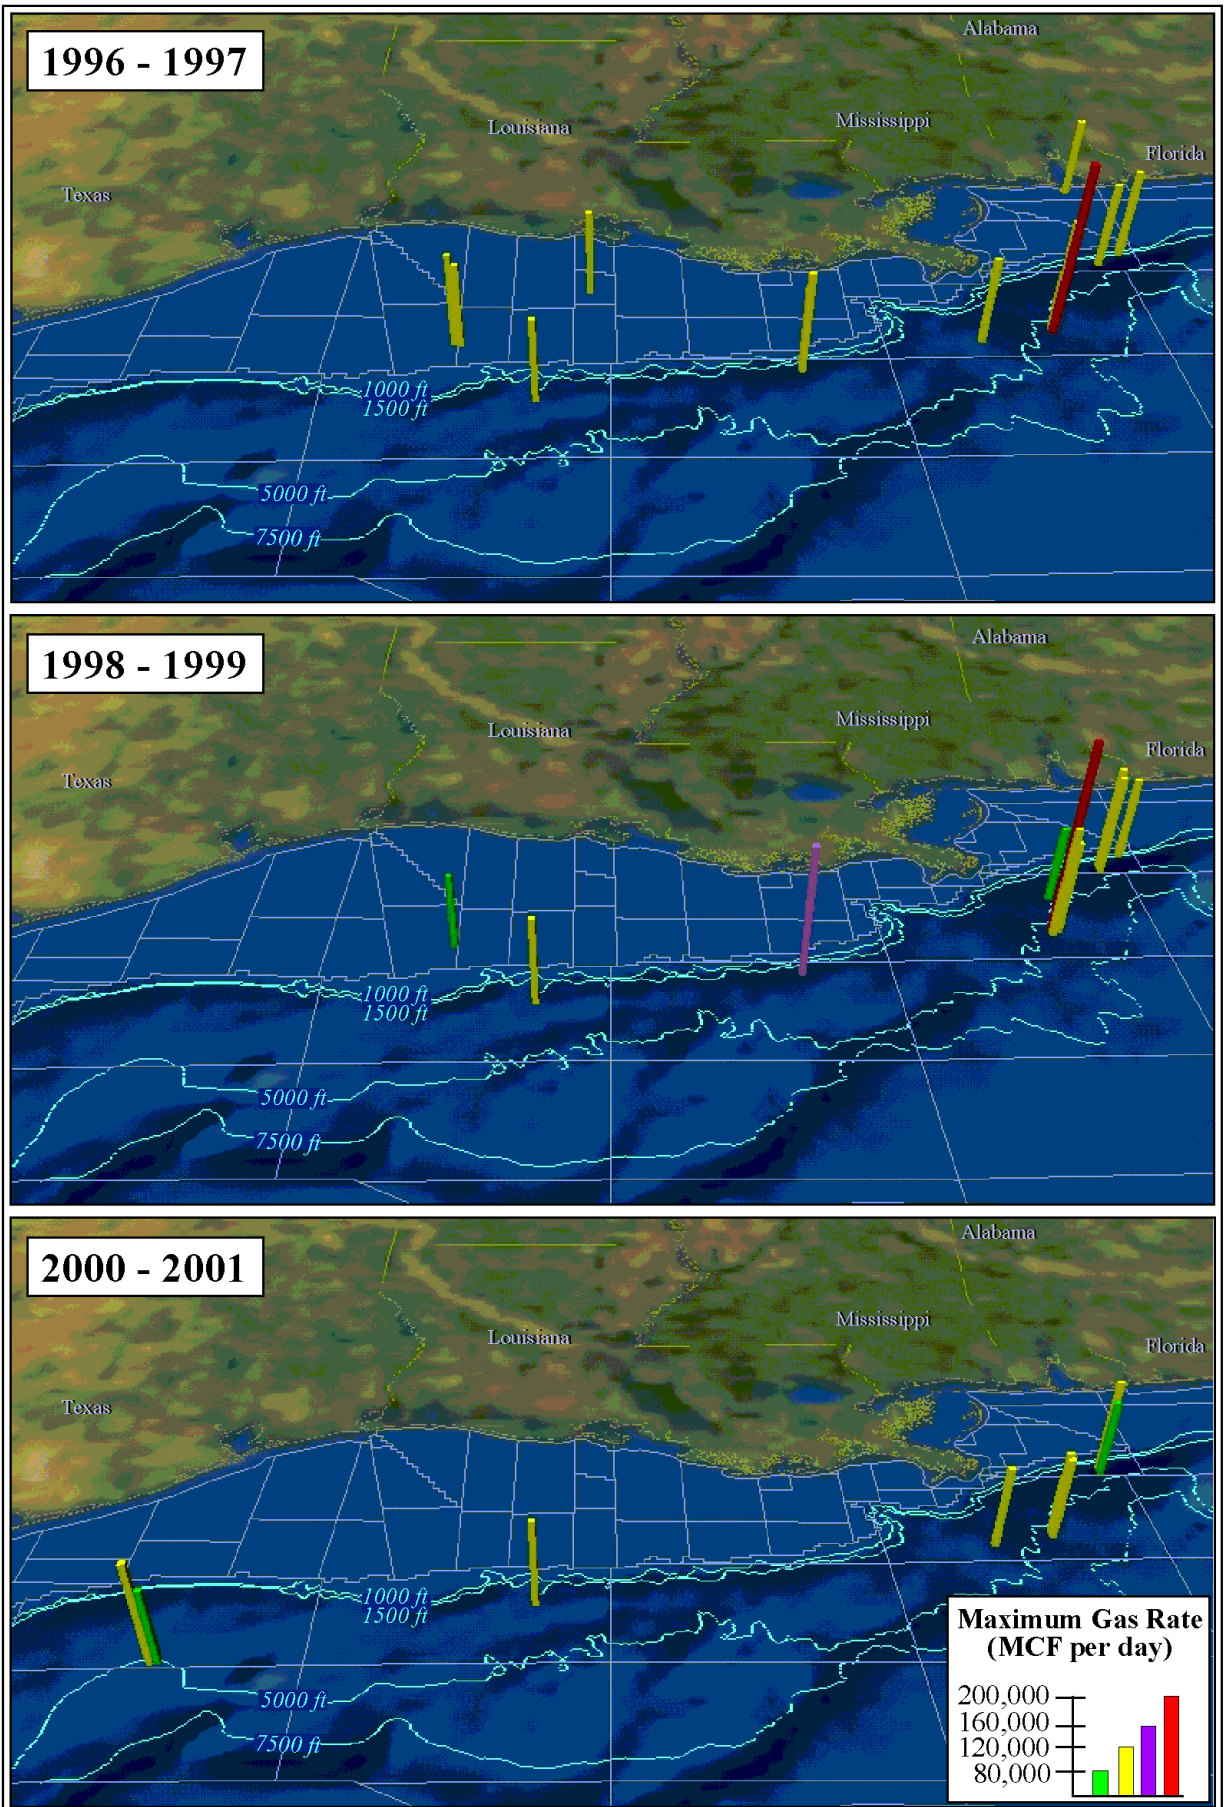 1996 - 1997
Alabama
Louisiana
Mississippi
Florida
Texas
1000 ft
1500 ft
5000 ft
7500 ft
1998 - 1999
Alabama
Louisiana
Mississippi
Florida
Texas
1000 ft
1500 ft
5000 ft
7500 ft
2000 - 2001
Alabama
Louisiana
Mississippi
Florida
Texas
1000 ft
1500 ft
5000 ft
7500 ft
Maximum Gas Rate
(MCF per day)
200,000
160,000
120,000
80,000